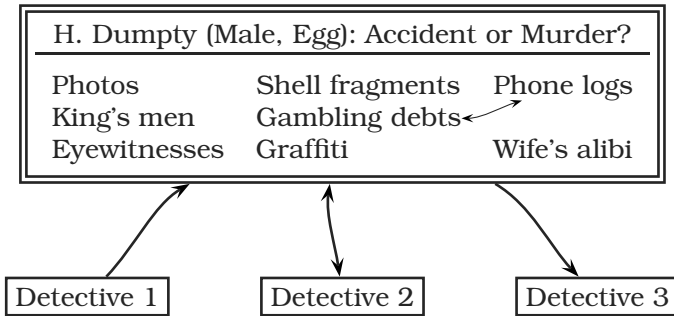 H. Dumpty (Male, Egg): Accident or Murder?
Photos Shell fragments Phone logs
King's men Gambling debts
Eyewitnesses Graffiti Wife's alibi
Detective 1 Detective 2 Detective 3